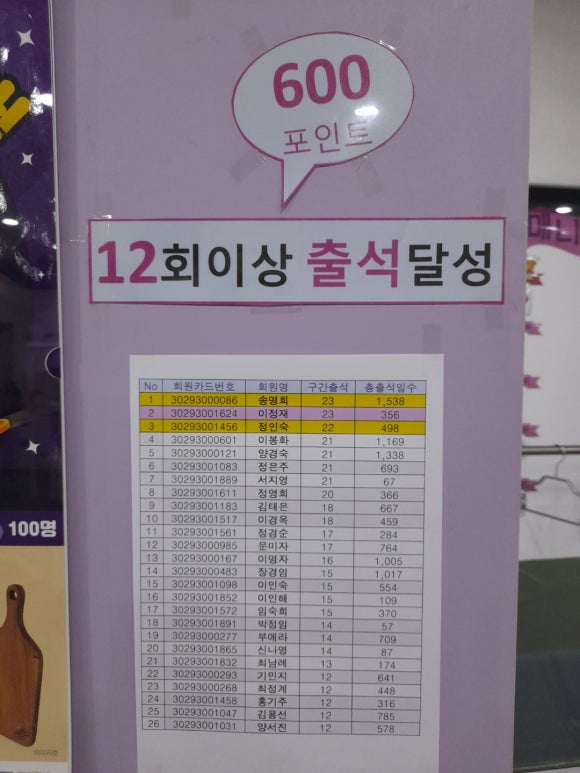 600
포인트
12회이상 출석달성
No 회원카드번호 회원명 구간출석 총출석일수
1 30293000086 송명희 23 1,538
2 30293001624 이정재 23 356
3 30293001456 정인숙 22 498
4 30293000601 이봉화 21 1,169
5 30293000121 양경숙 21 1,338
6 30293001083 정은주 21 693
7 30293001889 서지영 21 67
8 30293001611 정영희 20 366
9 30293001183 김태은 18 667
10 30293001517 이경옥 18 459
11 30293001561 정경순 17 284
12 30293000985 문미자 17 764
13 30293000167 이명자 16 1,005
14 30293000483 장경임 15 1,017
15 30293001098 이인숙 15 554
16 30293001852 이인해 15 109
17 30293001572 임숙희 15 370
18 30293001891 박정임 14 57
19 30293000277 부애라 14 709
20 30293001865 신나영 14 87
21 30293001832 최남례 13 174
22 30293000293 기민지 12 641
23 30293000268 최정계 12 448
24 30293001458 홍기주 12 316
25 30293001047 김용선 12 785
26 30293001031 양서진 12 578
100명